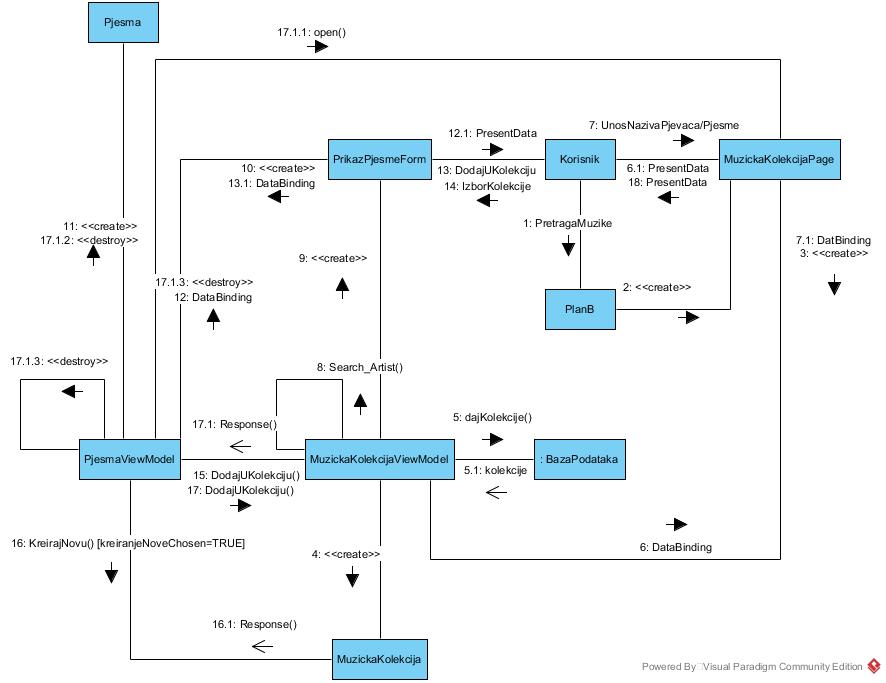 Pjesma
17.1.1: open()
12.1: PresentData
7: UnosNazivaPjevaca/Pjesme
PrikazPjesmeForm
Korisnik
MuzickaKolekcijaPage
10: <<create>>
13.1: DataBinding
13: DodajUKolekciju
14: IzborKolekcije
6.1: PresentData
18: PresentData
11: <<create>>
17.1.2: <<destroy>>
1: PretragaMuzike
7.1: DatBinding
3: <<create>>
9: <<create>>
17.1.3: <<destroy>>
12: DataBinding
2: <<create>>
PlanB
17.1.3: <<destroy>>
8: Search_Artist()
17.1: Response()
5: dajKolekcije()
PjesmaViewModel
MuzickaKolekcijaViewModel
: BazaPodataka
15: DodajUKolekciju()
17: DodajUKolekciju()
5.1: kolekcije
16: KreirajNovu() [kreiranjeNoveChosen=TRUE]
4: <<create>>
6: DataBinding
16.1: Response()
MuzickaKolekcija
Powered By Visual Paradigm Community Edition